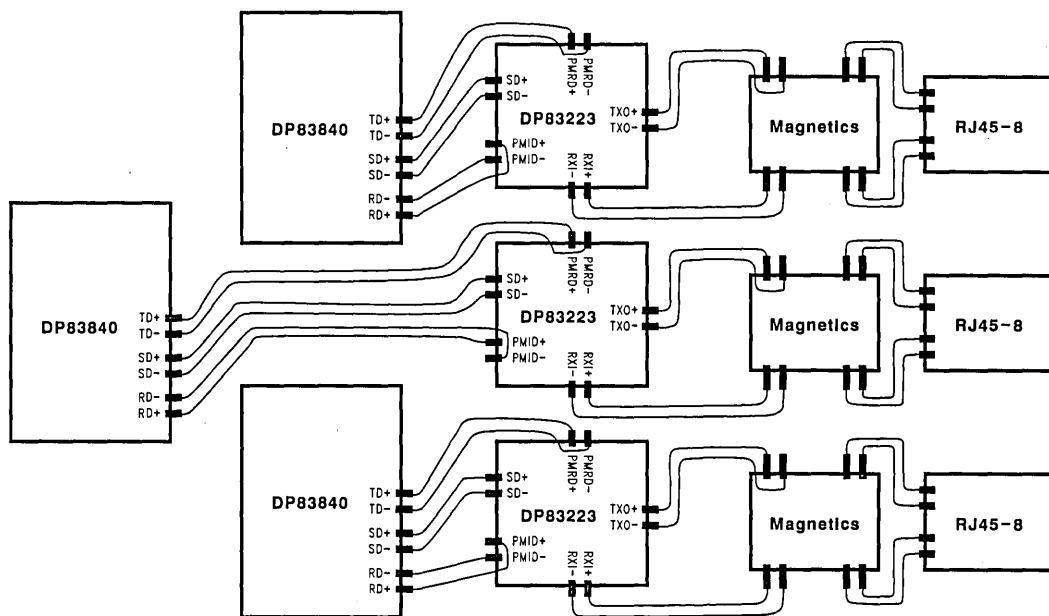 PMRD+
PMRD-
SD+
SD-
DP83840
TD+
TD-
SD+
SD-
RD-
RD+
DP83223
TXO+
TXO-
PMID+
PMID-
RXI-
RXI+
Magnetics
RJ45-8
PMRD+
PMRD-
SD+
SD-
DP83840
TD+
TD-
SD+
SD-
RD-
RD+
DP83223
TXO+
TXO-
PMID+
PMID-
RXI-
RXI+
Magnetics
RJ45-8
PMRD+
PMRD-
SD+
SD-
DP83840
TD+
TD-
SD+
SD-
RD-
RD+
DP83223
TXO+
TXO-
PMID+
PMID-
RXI-
RXI+
Magnetics
RJ45-8